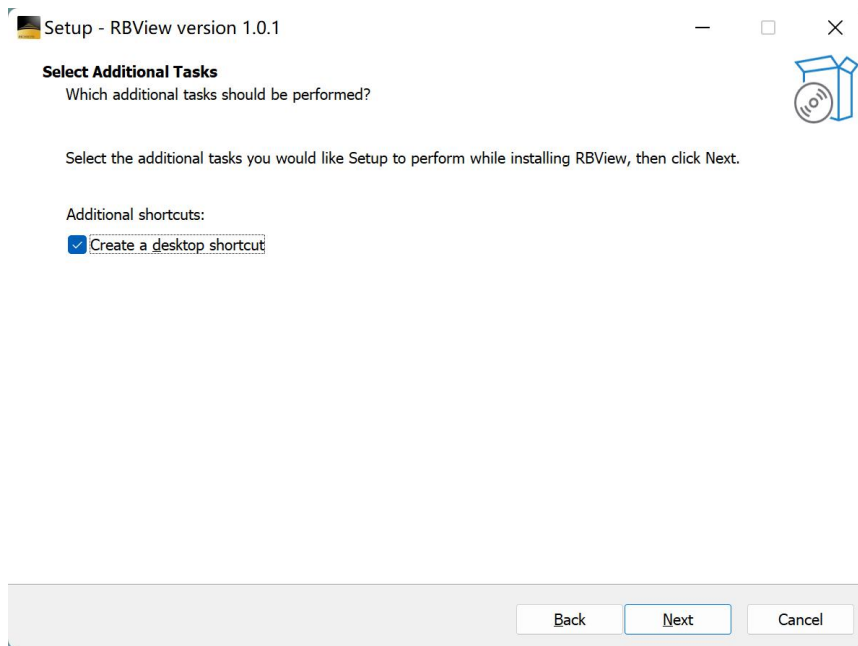 Setup - RBView version 1.0.1
Select Additional Tasks
Which additional tasks should be performed?
Select the additional tasks you would like Setup to perform while installing RBView, then click Next.
Additional shortcuts:
Create a desktop shortcut
Back
Next
Cancel